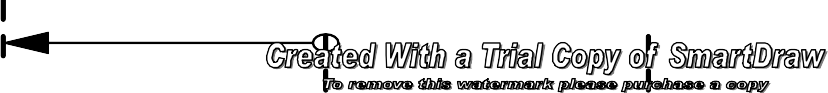 Created With a Trial Copy of SmartDraw
To remove this watermark please purchase a copy